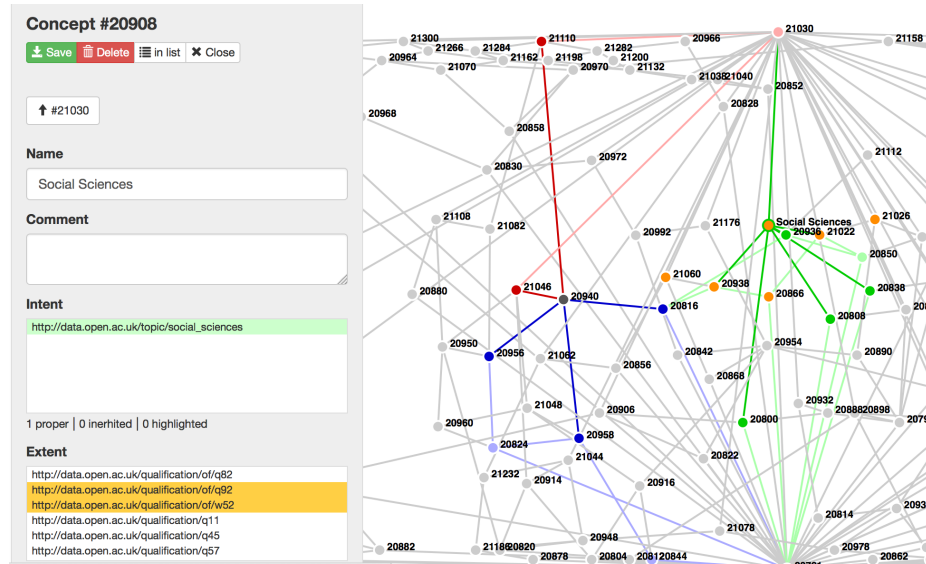 Concept #20908
Save Delete in list Close
#21030
Name
Social Sciences
Comment
Intent
http://data.open.ac.uk/topic/social_sciences
1 proper | 0 inerhited | 0 highlighted
Extent
http://data.open.ac.uk/qualification/of/q82
http://data.open.ac.uk/qualification/of/q92
http://data.open.ac.uk/qualification/of/w52
http://data.open.ac.uk/qualification/q11
http://data.open.ac.uk/qualification/q45
http://data.open.ac.uk/qualification/q57
21030
21300 21110 20966 21158
21266 21284 21282
20964 21162 21198 21200
21070 20970 21132
21038 21040
20852
20828
20968
20858
21112
20972
20830
21108 21176 Social Sciences 21026
21082
20992 20936 21022
20850
21060
20938
21046 20838
20880 20940 20866
20816
20808
20950 20954
20956 21062 20842 20890
20856
20868
20932
21048 20906 20888 20898
20960 20800
20958
20824
21044 20822
21232 20914 20916
20814
21078
20948
20882 21186 20820 20978
20878 20804 20812 20844 20862